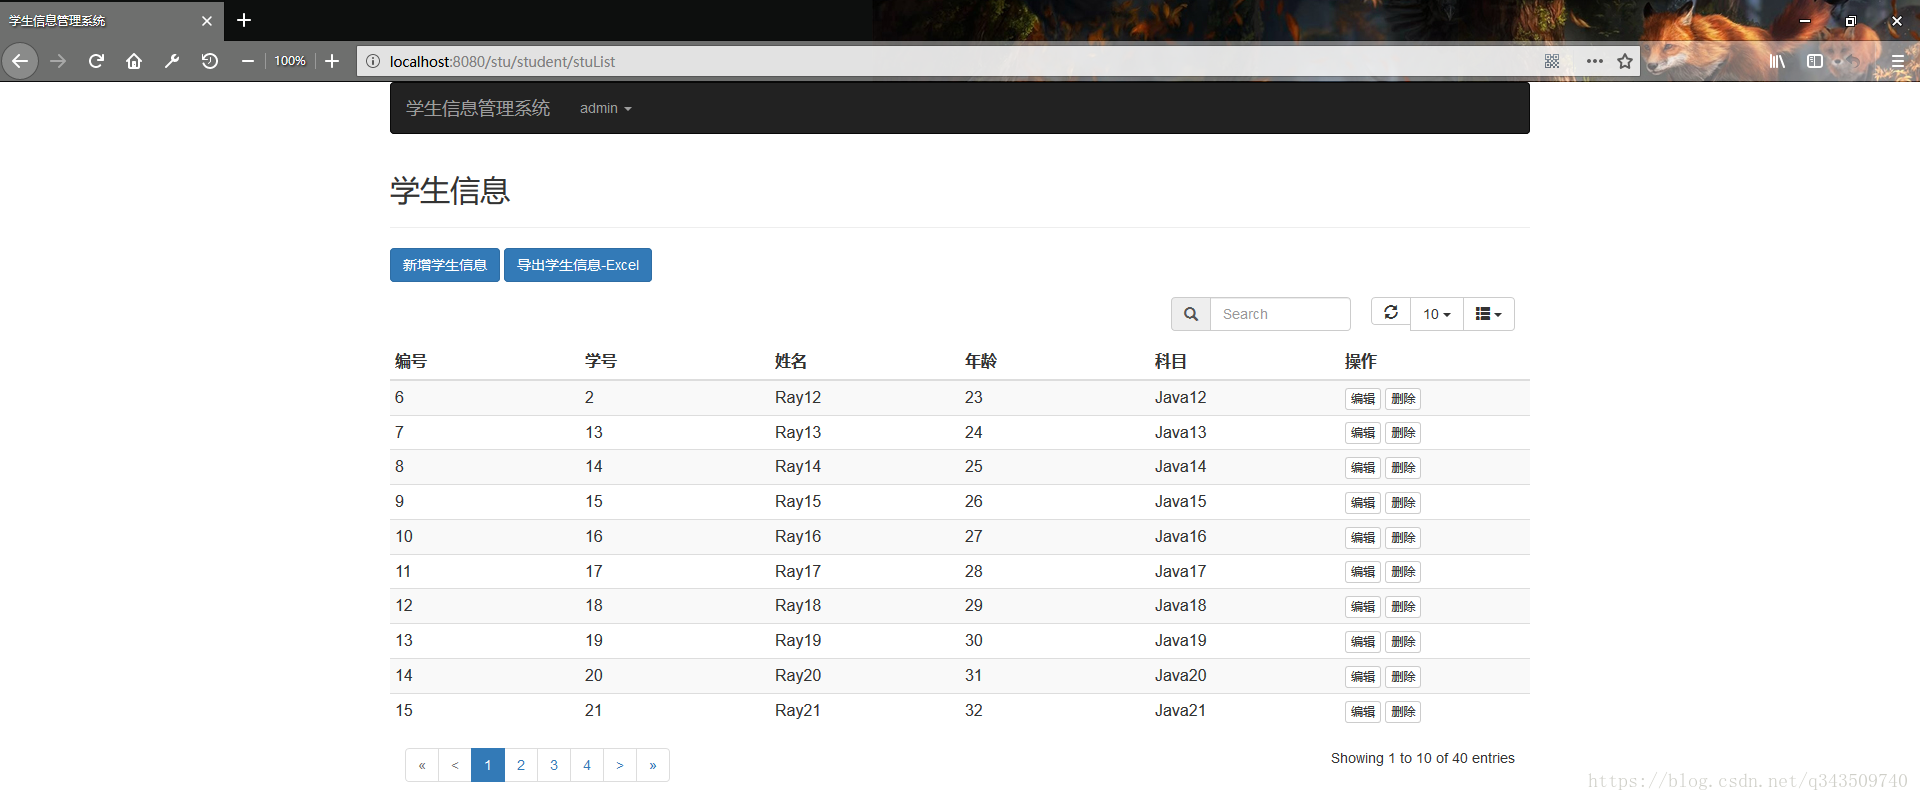 学生信息管理系统
100%
localhost:8080/stu/student/stuList
学生信息管理系统 admin
学生信息
新增学生信息 导出学生信息-Excel
Search 10
编号 学号 姓名 年龄 科目 操作
6 2 Ray12 23 Java12 编辑 删除
7 13 Ray13 24 Java13 编辑 删除
8 14 Ray14 25 Java14 编辑 删除
9 15 Ray15 26 Java15 编辑 删除
10 16 Ray16 27 Java16 编辑 删除
11 17 Ray17 28 Java17 编辑 删除
12 18 Ray18 29 Java18 编辑 删除
13 19 Ray19 30 Java19 编辑 删除
14 20 Ray20 31 Java20 编辑 删除
15 21 Ray21 32 Java21 编辑 删除
« < 1 2 3 4 > » Showing 1 to 10 of 40 entries
https://blog.csdn.net/q343509740